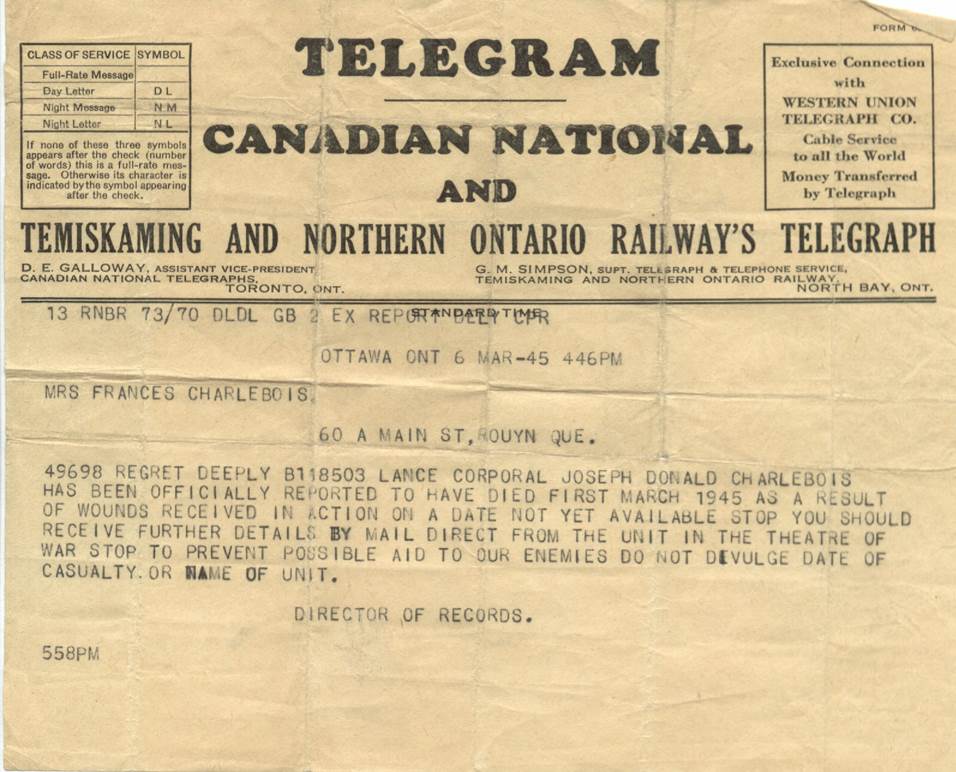 FORM
CLASS OF SERVICE SYMBOL
Full-Rate Message
Day Letter D L
Night Message N M
Night Letter N L
If none of these three symbols
appears after the check (number
of words) this is a full-rate mes-
sage. Otherwise its character is
indicated by the symbol appearing
after the check.
TELEGRAM
CANADIAN NATIONAL
AND
Exclusive Connection
with
WESTERN UNION
TELEGRAPH CO.
Cable Service
to all the World
Money Transferred
by Telegraph
TEMISKAMING AND NORTHERN ONTARIO RAILWAY'S TELEGRAPH
D. E. GALLOWAY, ASSISTANT VICE-PRESIDENT
CANADIAN NATIONAL TELEGRAPHS,
TORONTO, ONT.
G. M. SIMPSON, SUPT. TELEGRAPH & TELEPHONE SERVICE,
TEMISKAMING AND NORTHERN ONTARIO RAILWAY,
NORTH BAY, ONT.
STANDARD TIME
13 RNBR 73/70 DLDL GB 2 EX REPORT DELY CPR
OTTAWA ONT 6 MAR-45 446PM
MRS FRANCES CHARLEBOIS
60 A MAIN ST, ROUYN QUE.
49698 REGRET DEEPLY B118503 LANCE CORPORAL JOSEPH DONALD CHARLEBOIS
HAS BEEN OFFICIALLY REPORTED TO HAVE DIED FIRST MARCH 1945 AS A RESULT
OF WOUNDS RECEIVED IN ACTION ON A DATE NOT YET AVAILABLE STOP YOU SHOULD
RECEIVE FURTHER DETAILS BY MAIL DIRECT FROM THE UNIT IN THE THEATRE OF
WAR STOP TO PREVENT POSSIBLE AID TO OUR ENEMIES DO NOT DIVULGE DATE OF
CASUALTY. OR NAME OF UNIT.
DIRECTOR OF RECORDS.
558PM